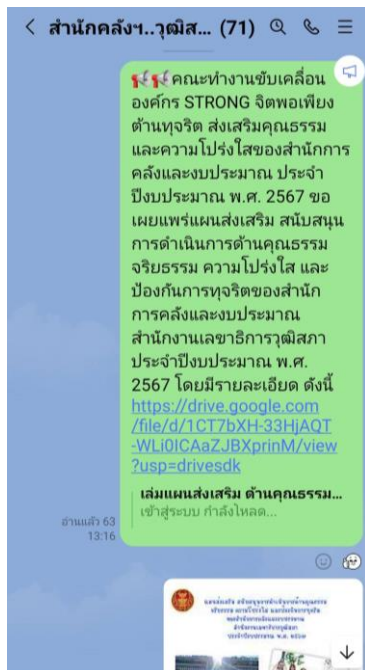 สำนักคลังฯ..วุฒิส... (71)
คณะทำงานขับเคลื่อน
องค์กร STRONG จิตพอเพียง
ต้านทุจริต ส่งเสริมคุณธรรม
และความโปร่งใสของสำนักการ
คลังและงบประมาณ ประจำ
ปีงบประมาณ พ.ศ. 2567 ขอ
เผยแพร่แผนส่งเสริม สนับสนุน
การดำเนินการด้านคุณธรรม
จริยธรรม ความโปร่งใส และ
ป้องกันการทุจริตของสำนัก
การคลังและงบประมาณ
สำนักงานเลขาธิการวุฒิสภา
ประจำปีงบประมาณ พ.ศ.
2567 โดยมีรายละเอียด ดังนี้
https://drive.google.com
/file/d/1CT7bXH-33HjAQT
-WLi0ICAaZJBXprinM/view
?usp=drivesdk
เล่มแผนส่งเสริม ด้านคุณธรรม...
เข้าสู่ระบบ กำลังโหลด...
อ่านแล้ว 63
13:16